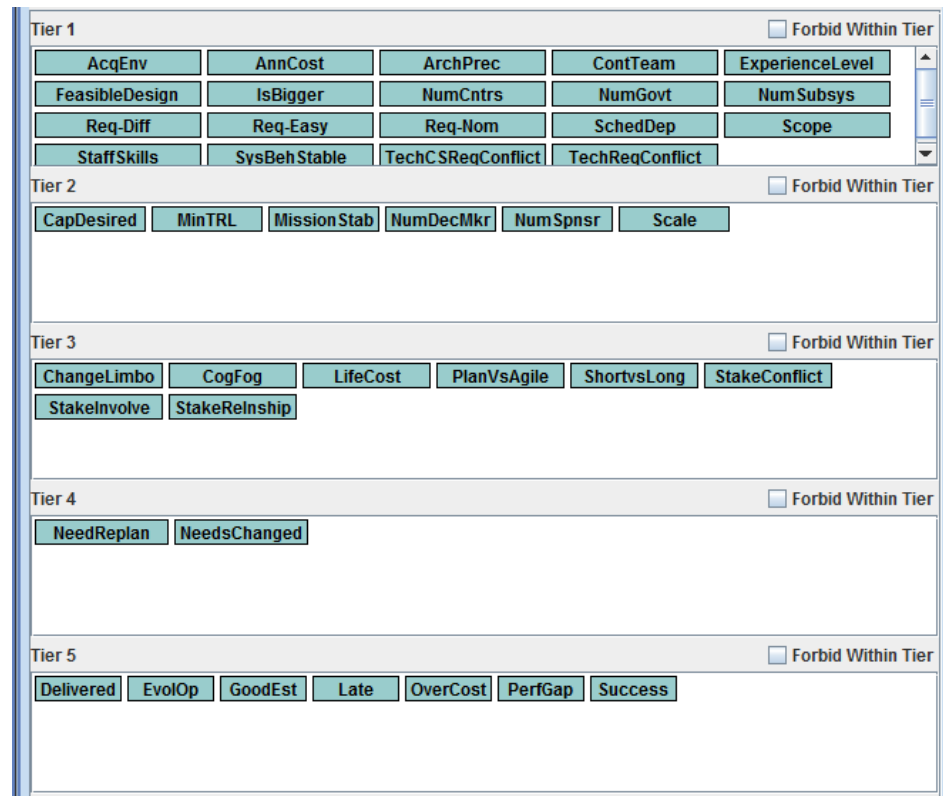 Tier 1 Forbid Within Tier
AcqEnv AnnCost ArchPrec ContTeam ExperienceLevel
FeasibleDesign IsBigger NumCntrs NumGovt NumSubsys
Req-Diff Req-Easy Req-Nom SchedDep Scope
StaffSkills SysBehStable TechCSReqConflict TechReqConflict
Tier 2 Forbid Within Tier
CapDesired MinTRL MissionStab NumDecMkr NumSpnsr Scale
Tier 3 Forbid Within Tier
ChangeLimbo CogFog LifeCost PlanVsAgile ShortvsLong StakeConflict
StakeInvolve StakeRelnship
Tier 4 Forbid Within Tier
NeedReplan NeedsChanged
Tier 5 Forbid Within Tier
Delivered EvolOp GoodEst Late OverCost PerfGap Success